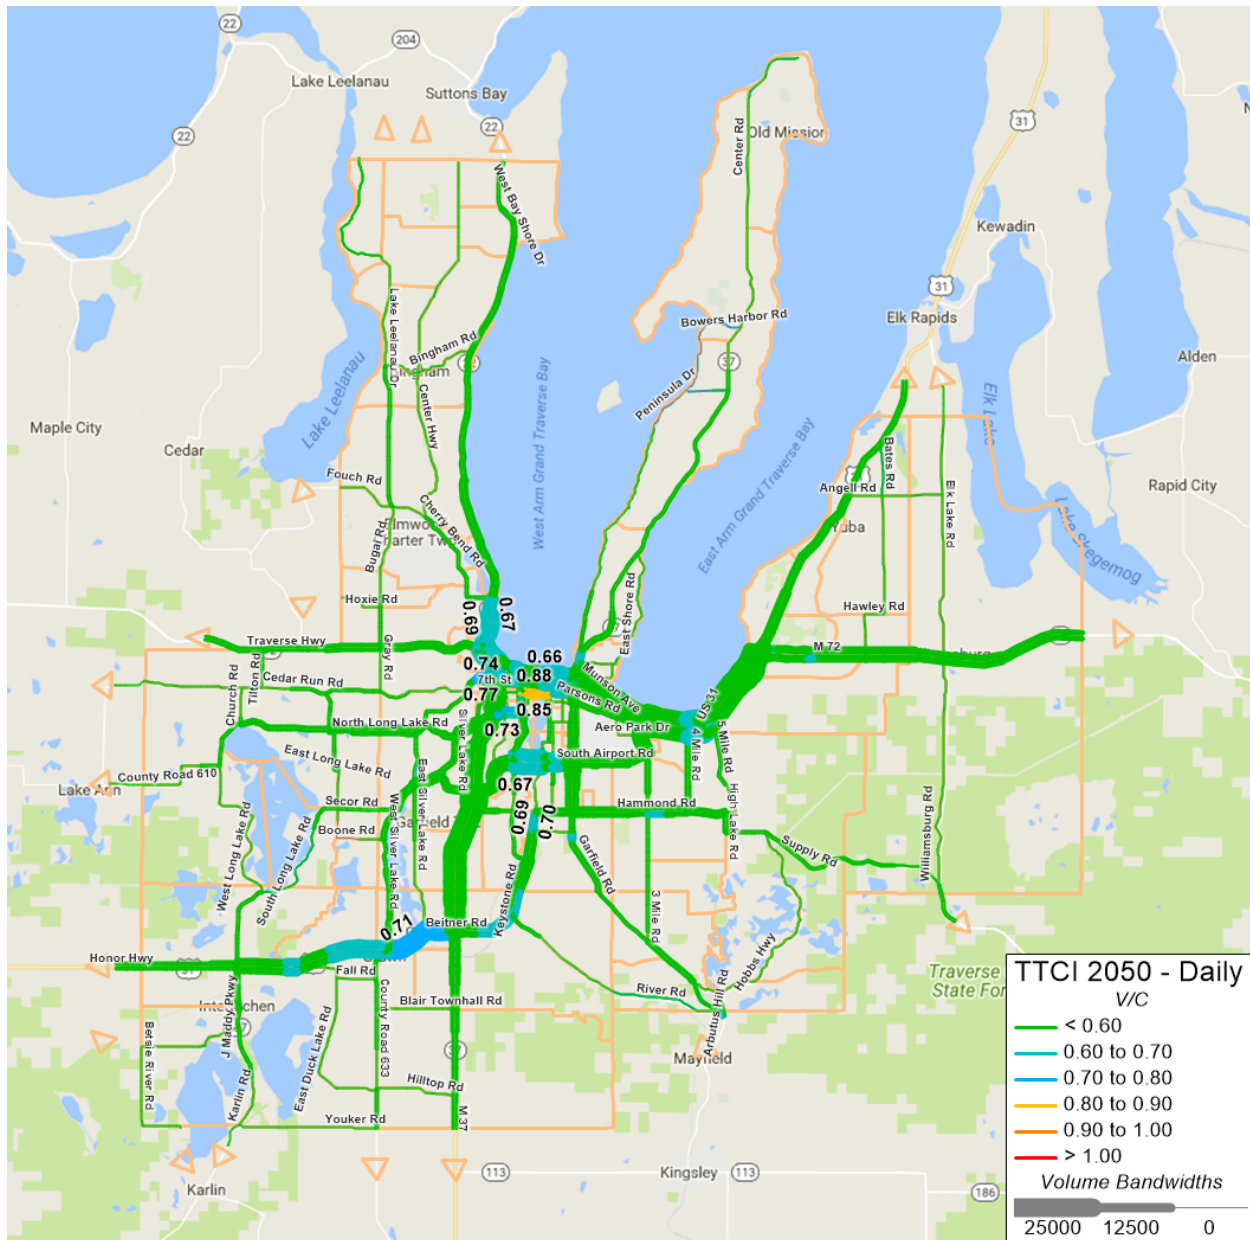 22
204
Lake Leelanau
Suttons Bay
22
22
31
Old Mission
Center Rd
West Bay Shore Dr
Kewadin
31
Elk Rapids
Bowers Harbor Rd
Lake Leelanau Dr
Bingham Rd
37
Alden
Peninsula Dr
Lake Leelanau
Center Hwy
West Arm Grand Traverse Bay
Elk Lake
Maple City
Cedar
East Arm Grand Traverse Bay
Bates Rd
Fouch Rd
Angell Rd
Elk Lake Rd
Rapid City
Cherry Bend Rd
Bugai Rd
Yuba
Lake Skegemog
Hoxie Rd
0.69
0.67
East Shore Rd
Hawley Rd
Traverse Hwy
Gray Rd
M 72
0.74
0.66
7th St
0.88
Munson Ave
Cedar Run Rd
Tilton Rd
Church Rd
0.77
0.85
Parsons Rd
US 31
North Long Lake Rd
Silver Lake Rd
0.73
Aero Park Dr
4 Mile Rd
5 Mile Rd
East Long Lake Rd
South Airport Rd
County Road 610
East Silver Lake Rd
0.67
Lake Ann
Secor Rd
West Silver Lake Rd
0.69
0.70
Hammond Rd
High Lake Rd
Williamsburg Rd
Boone Rd
West Long Lake Rd
South Long Lake Rd
Garfield Rd
Supply Rd
Keystone Rd
3 Mile Rd
0.71
Beitner Rd
Honor Hwy
Fall Rd
Hobbs Hwy
River Rd
Arbutus Hill Rd
Blair Townhall Rd
J Maddy Pkwy
County Road 633
East Duck Lake Rd
Betsie River Rd
37
Mayfield
Hilltop Rd
Karlin Rd
Youker Rd
M 37
113
Kingsley
113
186
Karlin
Traverse
State For
TTCI 2050 - Daily
V/C
< 0.60
0.60 to 0.70
0.70 to 0.80
0.80 to 0.90
0.90 to 1.00
> 1.00
Volume Bandwidths
25000 12500 0